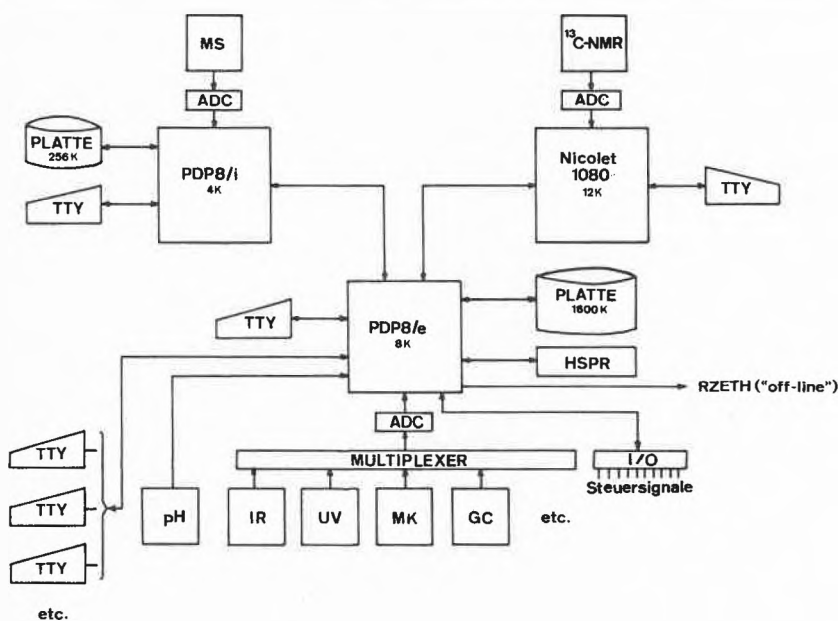 MS
¹³C-NMR
ADC
ADC
PLATTE
256K
PDP8/i
4K
TTY
Nicolet
1080
12K
TTY
PLATTE
1600K
TTY
PDP8/e
8K
HSPR
RZETH ("off-line")
ADC
MULTIPLEXER
I/O
Steuersignale
TTY
TTY
TTY
etc.
pH
IR
UV
MK
GC
etc.